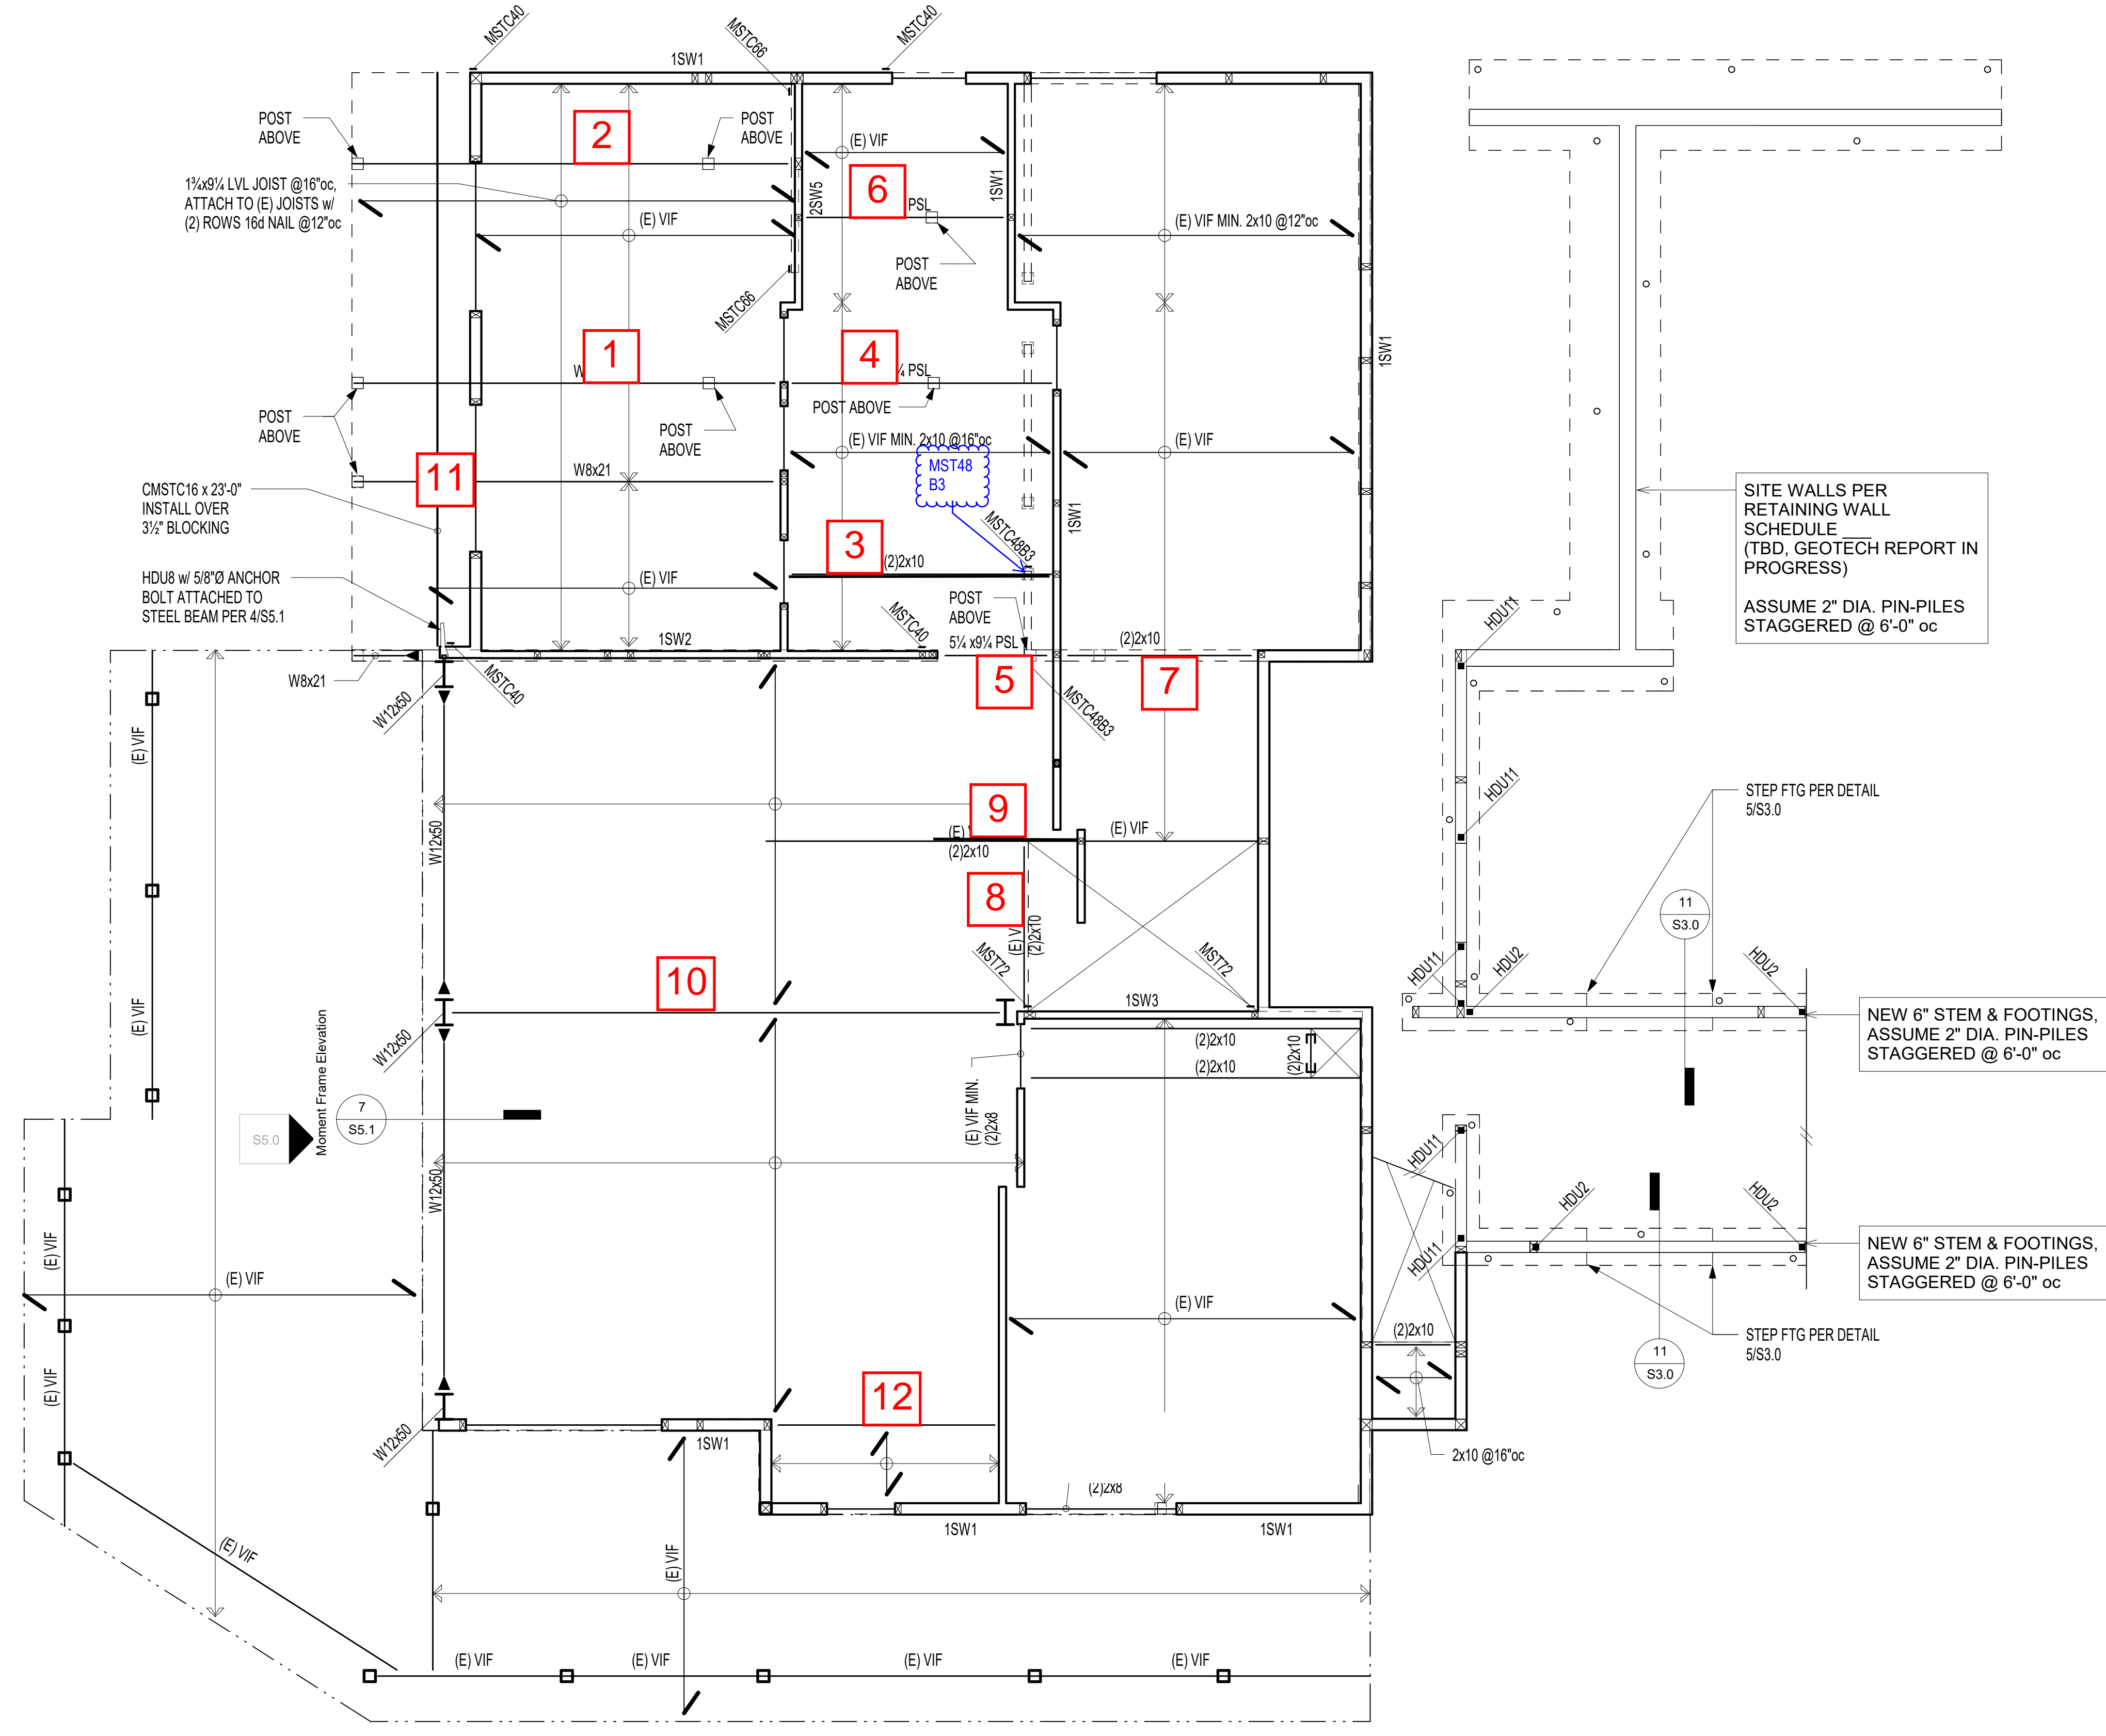 MSTC40
MSTC66
MSTC40
1SW1
POST
ABOVE
2
POST
ABOVE
(E) VIF
1¾x9¼ LVL JOIST @16"oc,
ATTACH TO (E) JOISTS w/
(2) ROWS 16d NAIL @12"oc
2SW5
6
1SW1
PSL
(E) VIF
(E) VIF MIN. 2x10 @12"oc
POST
ABOVE
MSTC66
1
4
PSL
1SW1
POST ABOVE
POST
ABOVE
POST
ABOVE
(E) VIF MIN. 2x10 @16"oc
(E) VIF
11
W8x21
MST48
B3
CMSTC16 x 23'-0"
INSTALL OVER
3½" BLOCKING
SITE WALLS PER
RETAINING WALL
SCHEDULE ___
(TBD, GEOTECH REPORT IN
PROGRESS)
ASSUME 2" DIA. PIN-PILES
STAGGERED @ 6'-0" oc
MSTC48B3
1SW1
3
(2)2x10
HDU8 w/ 5/8"Ø ANCHOR
BOLT ATTACHED TO
STEEL BEAM PER 4/S5.1
(E) VIF
POST
ABOVE
MSTC40
5¼ x9¼ PSL
1SW2
(2)2x10
HDU11
W8x21
W12x50
MSTC40
5
MSTC48B3
7
(E) VIF
HDU11
STEP FTG PER DETAIL
5/S3.0
9
W12x50
(E)
(2)2x10
(E) VIF
8
(E) V
(2)2x10
11
S3.0
10
MST72
MST72
HDU11
HDU2
HDU2
1SW3
(E) VIF
W12x50
(2)2x10
(2)2x10
(2)2x10
NEW 6" STEM & FOOTINGS,
ASSUME 2" DIA. PIN-PILES
STAGGERED @ 6'-0" oc
S5.0
Moment Frame Elevation
7
S5.1
(E) VIF MIN.
(2)2x8
HDU11
W12x50
HDU2
HDU2
HDU11
(E) VIF
(E) VIF
(E) VIF
NEW 6" STEM & FOOTINGS,
ASSUME 2" DIA. PIN-PILES
STAGGERED @ 6'-0" oc
(2)2x10
STEP FTG PER DETAIL
5/S3.0
11
S3.0
(E) VIF
12
W12x50
1SW1
2x10 @16"oc
(2)2x8
1SW1
1SW1
(E) VIF
(E) VIF
(E) VIF
(E) VIF
(E) VIF
(E) VIF